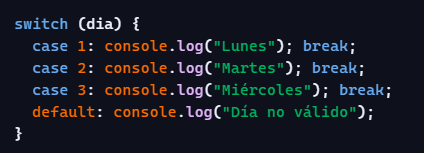 switch (dia) {
  case 1: console.log("Lunes"); break;
  case 2: console.log("Martes"); break;
  case 3: console.log("Miércoles"); break;
  default: console.log("Día no válido");
}